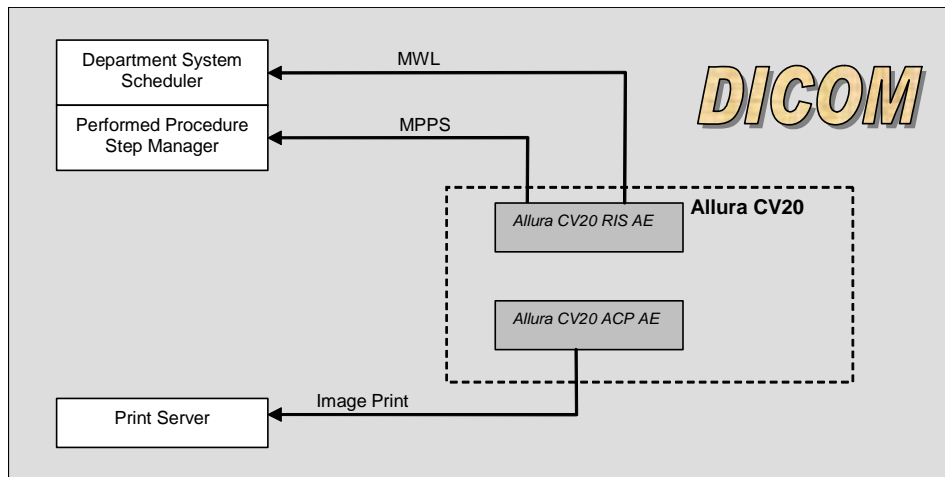 Department System
Scheduler
MWL
DICOM
Performed Procedure
Step Manager
MPPS
Allura CV20
Allura CV20 RIS AE
Allura CV20 ACP AE
Image Print
Print Server